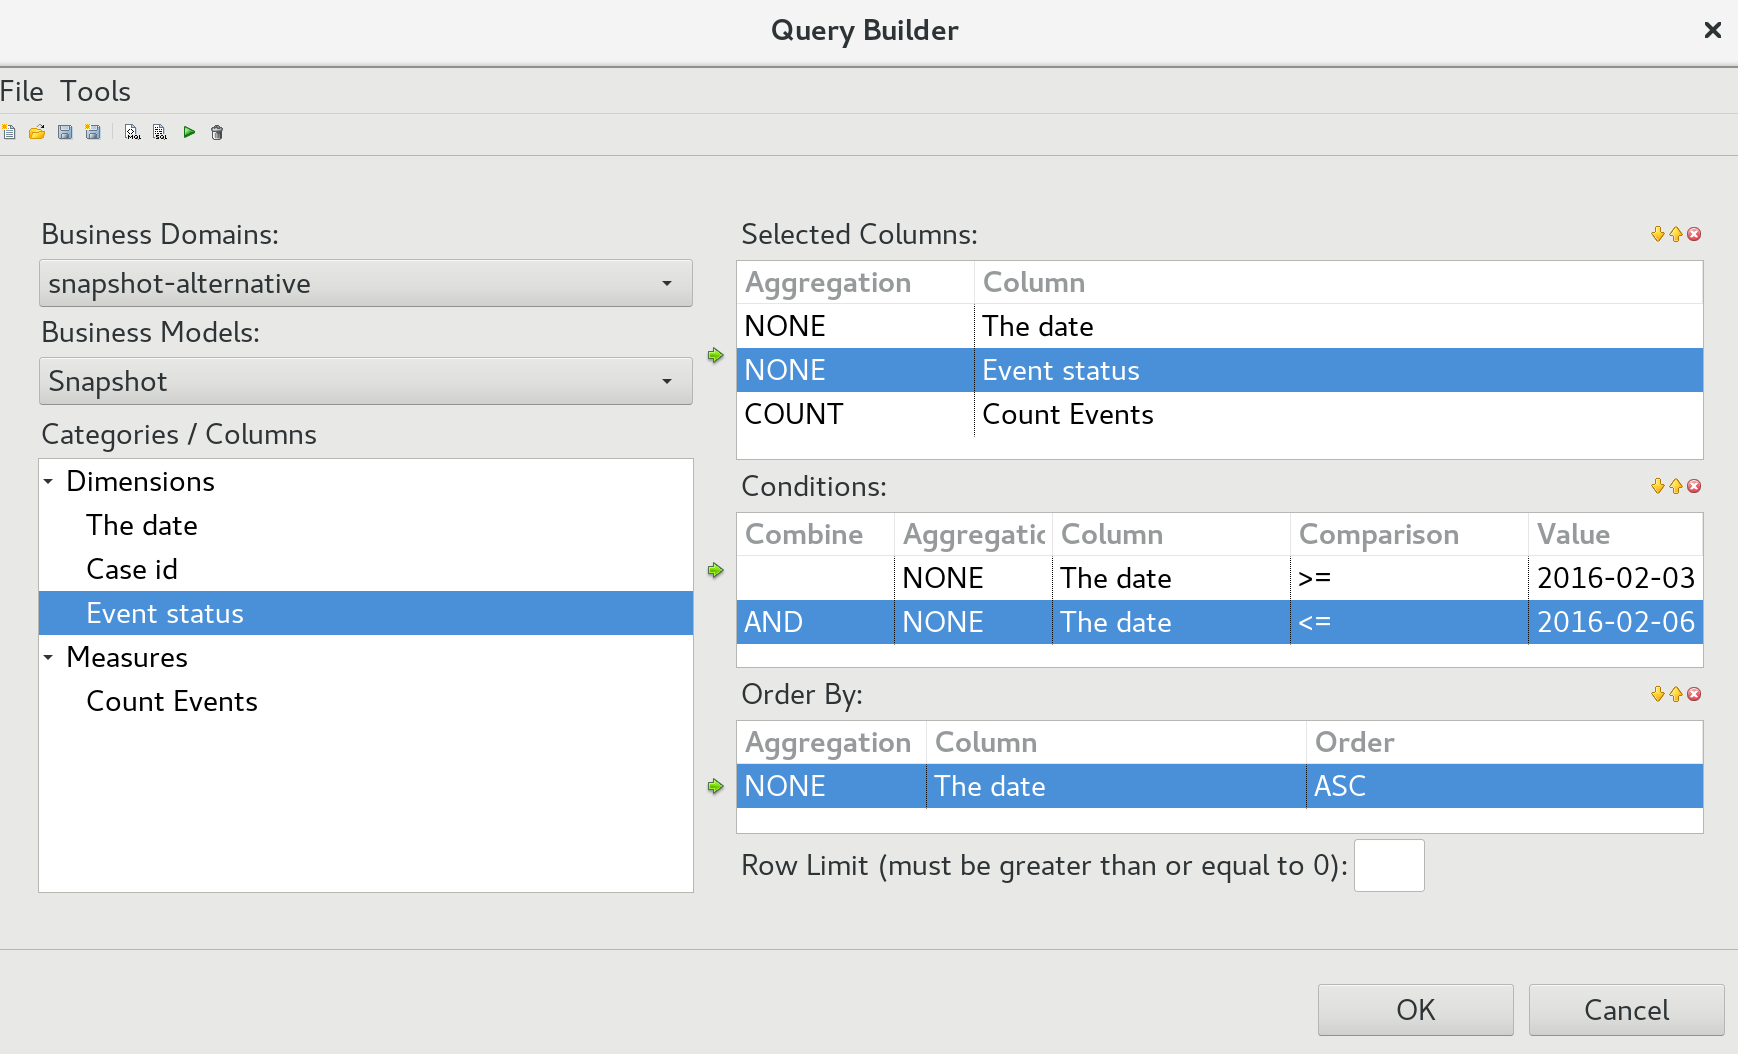 Query Builder
File Tools
Business Domains:
snapshot-alternative
Business Models:
Snapshot
Categories / Columns
Dimensions
The date
Case id
Event status
Measures
Count Events
Selected Columns:
Aggregation Column
NONE The date
NONE Event status
COUNT Count Events
Conditions:
Combine Aggregatic Column Comparison Value
NONE The date >= 2016-02-03
AND NONE The date <= 2016-02-06
Order By:
Aggregation Column Order
NONE The date ASC
Row Limit (must be greater than or equal to 0):
OK Cancel